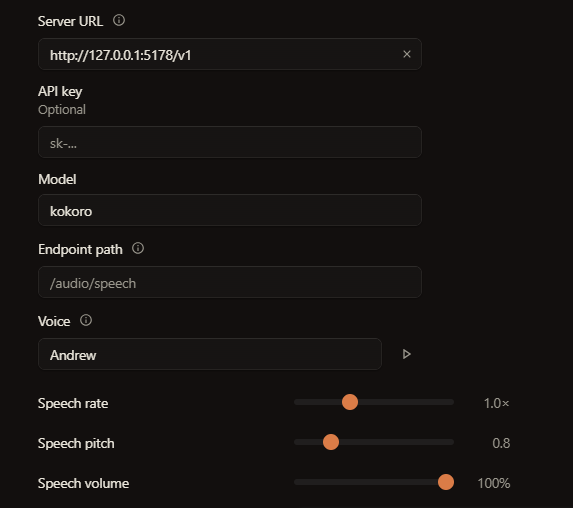 Server URL
http://127.0.0.1:5178/v1
API key
Optional
sk-...
Model
kokoro
Endpoint path
/audio/speech
Voice
Andrew
Speech rate 1.0×
Speech pitch 0.8
Speech volume 100%